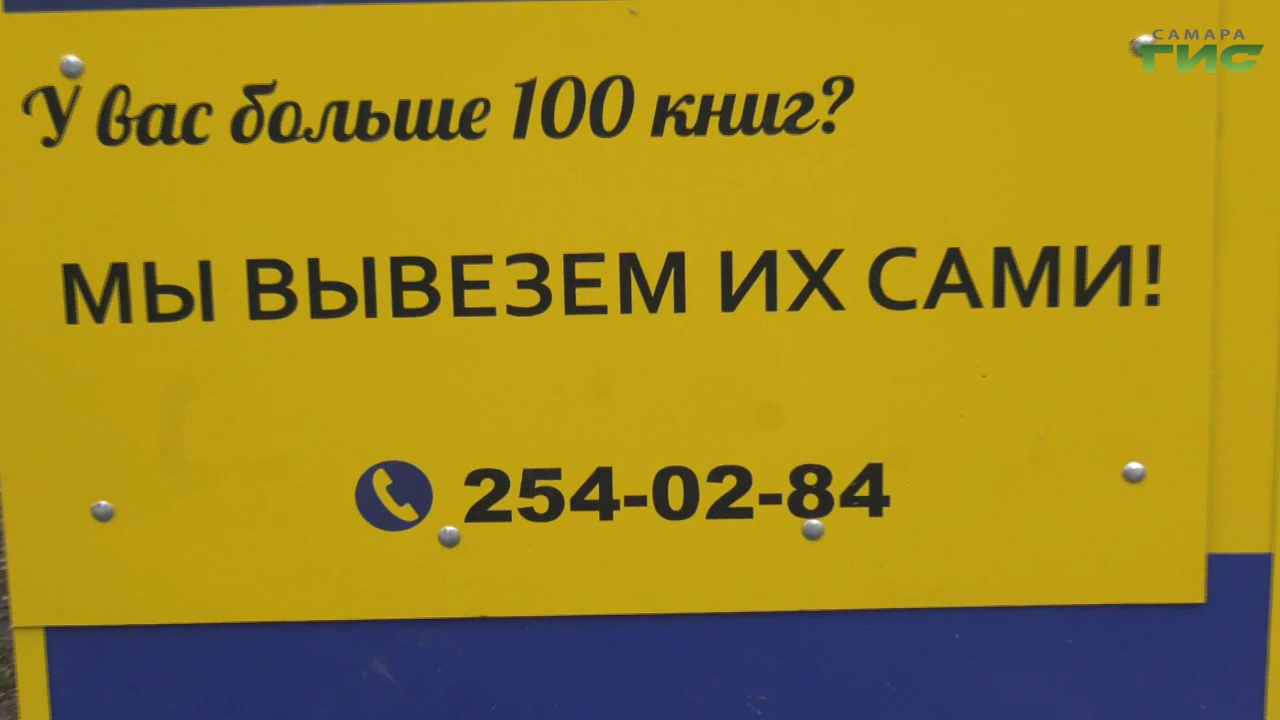 САМАРА
ГИС
У вас больше 100 книг?
МЫ ВЫВЕЗЕМ ИХ САМИ!
254-02-84